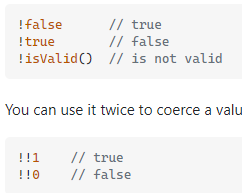 !false // true
!true // false
!isValid() // is not valid
You can use it twice to coerce a valu
!!1 // true
!!0 // false